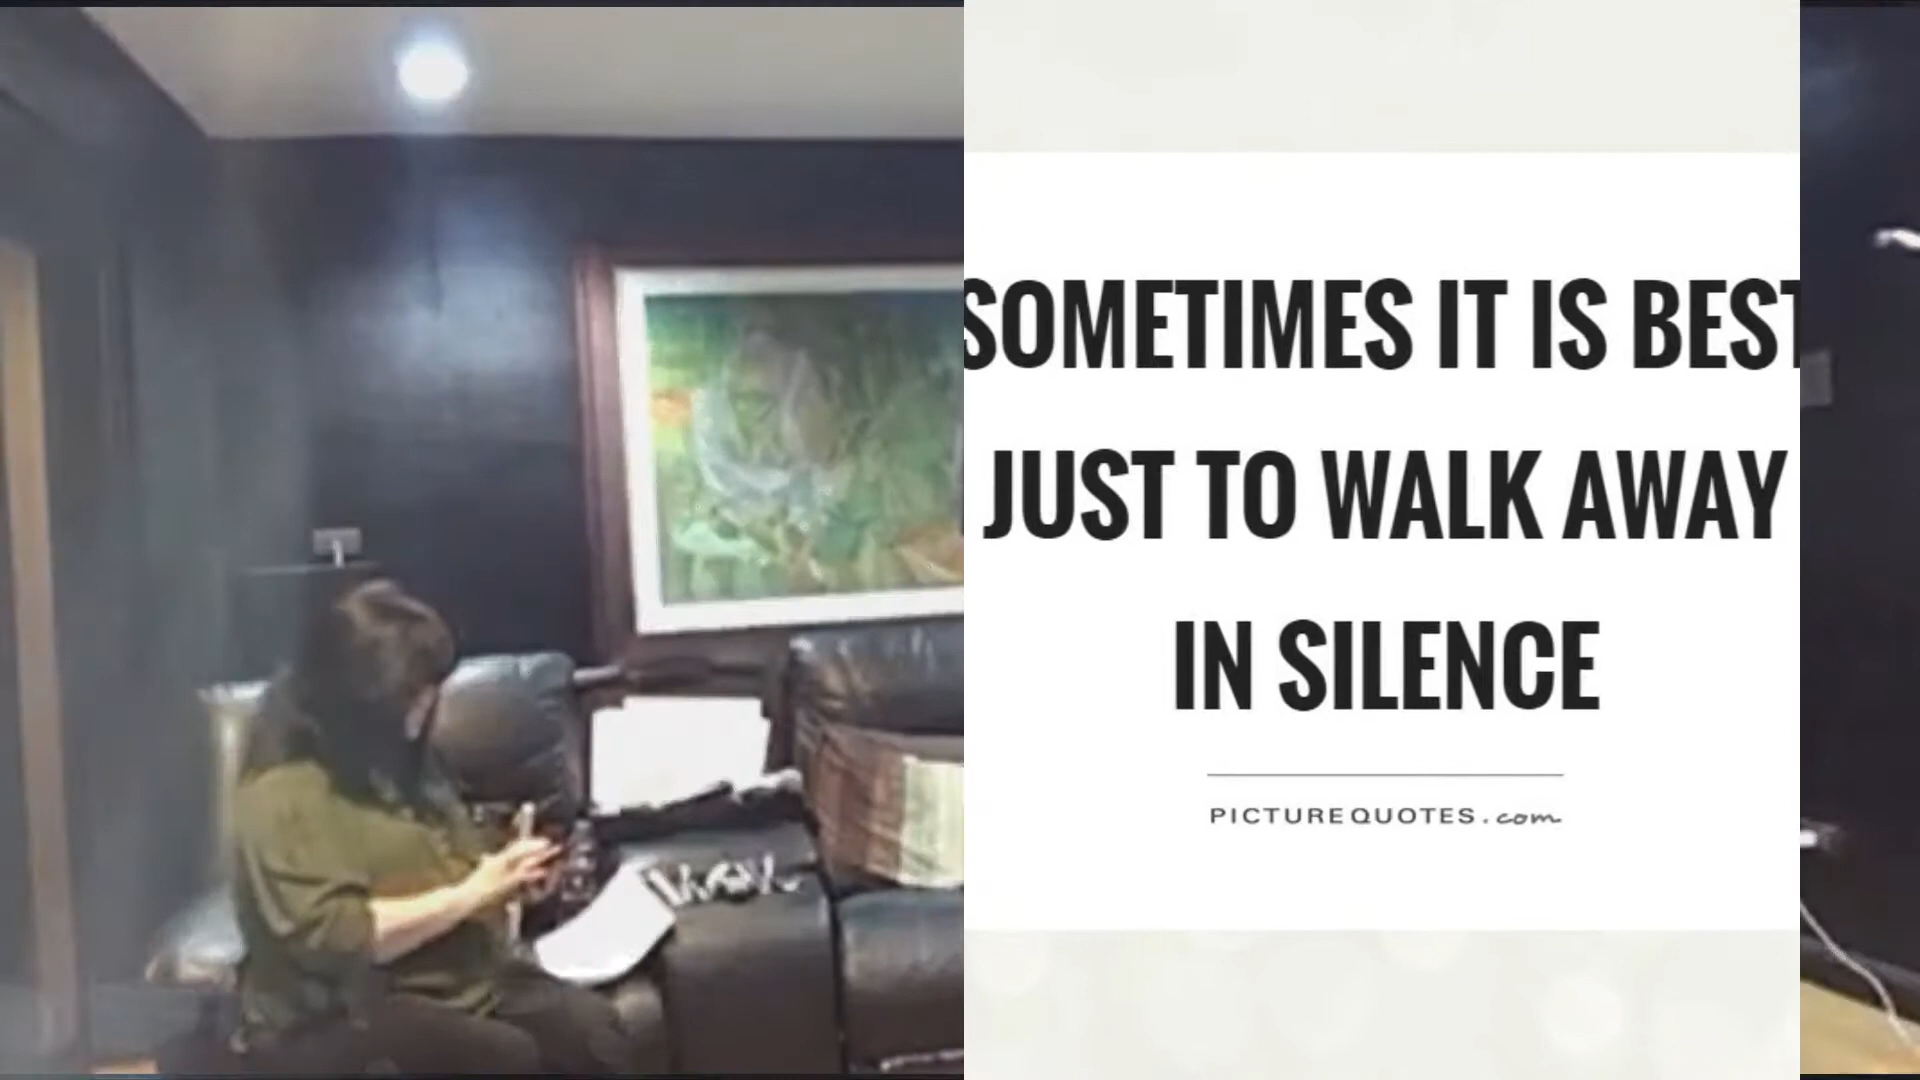 SOMETIMES IT IS BEST
JUST TO WALK AWAY
IN SILENCE
PICTUREQUOTES.com